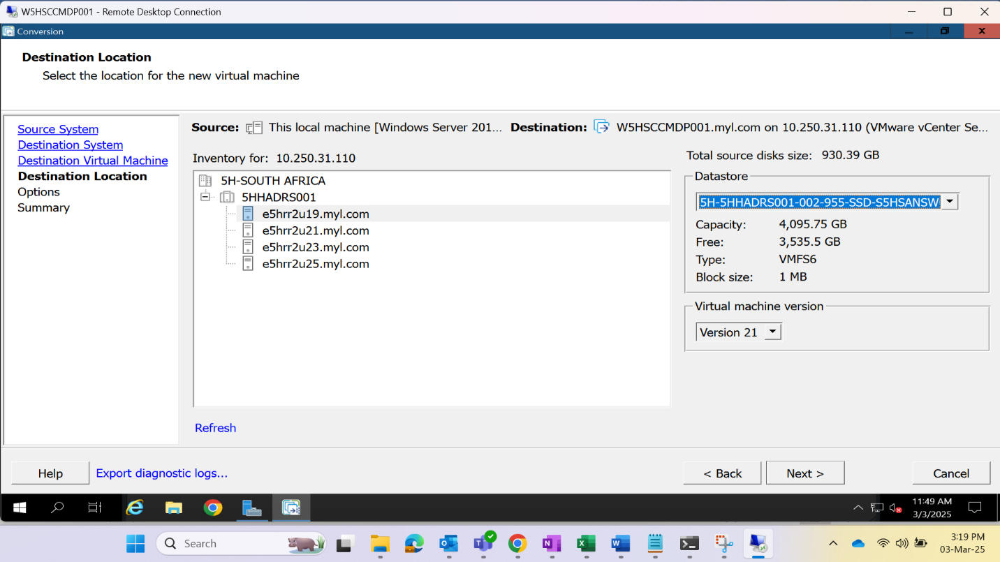 W5HSCCMDP001 - Remote Desktop Connection
Conversion
Destination Location
Select the location for the new virtual machine
Source System
Destination System
Destination Virtual Machine
Destination Location
Options
Summary
Source: This local machine [Windows Server 201... Destination: W5HSCCMDP001.myl.com on 10.250.31.110 (VMware vCenter Se...
Inventory for: 10.250.31.110
5H-SOUTH AFRICA
5HHADRS001
e5hrr2u19.myl.com
e5hrr2u21.myl.com
e5hrr2u23.myl.com
e5hrr2u25.myl.com
Refresh
Total source disks size: 930.39 GB
Datastore
5H-5HHADRS001-002-955-SSD-S5HSANSW
Capacity: 4,095.75 GB
Free: 3,535.5 GB
Type: VMFS6
Block size: 1 MB
Virtual machine version
Version 21
Help
Export diagnostic logs...
< Back
Next >
Cancel
11:49 AM
3/3/2025
Search
3:19 PM
03-Mar-25